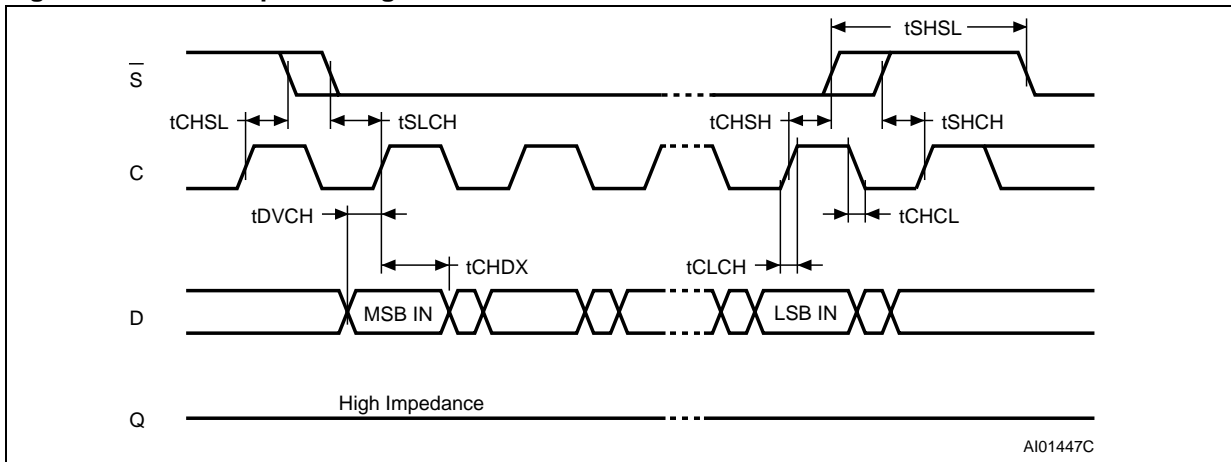 tSHSL
S
tCHSL
tSLCH
tCHSH
tSHCH
C
tDVCH
tCHCL
tCHDX
tCLCH
D
MSB IN
LSB IN
High Impedance
Q
AI01447C